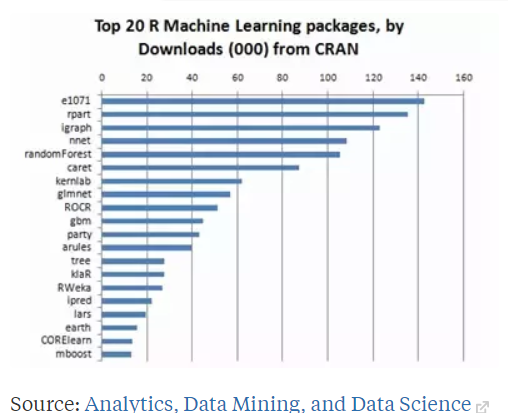 Top 20 R Machine Learning packages, by
Downloads (000) from CRAN
0 20 40 60 80 100 120 140 160
e1071
rpart
igraph
nnet
randomForest
caret
kernlab
glmnet
ROCR
gbm
party
arules
tree
klaR
RWeka
ipred
lars
earth
CORElearn
mboost
Source: Analytics, Data Mining, and Data Science